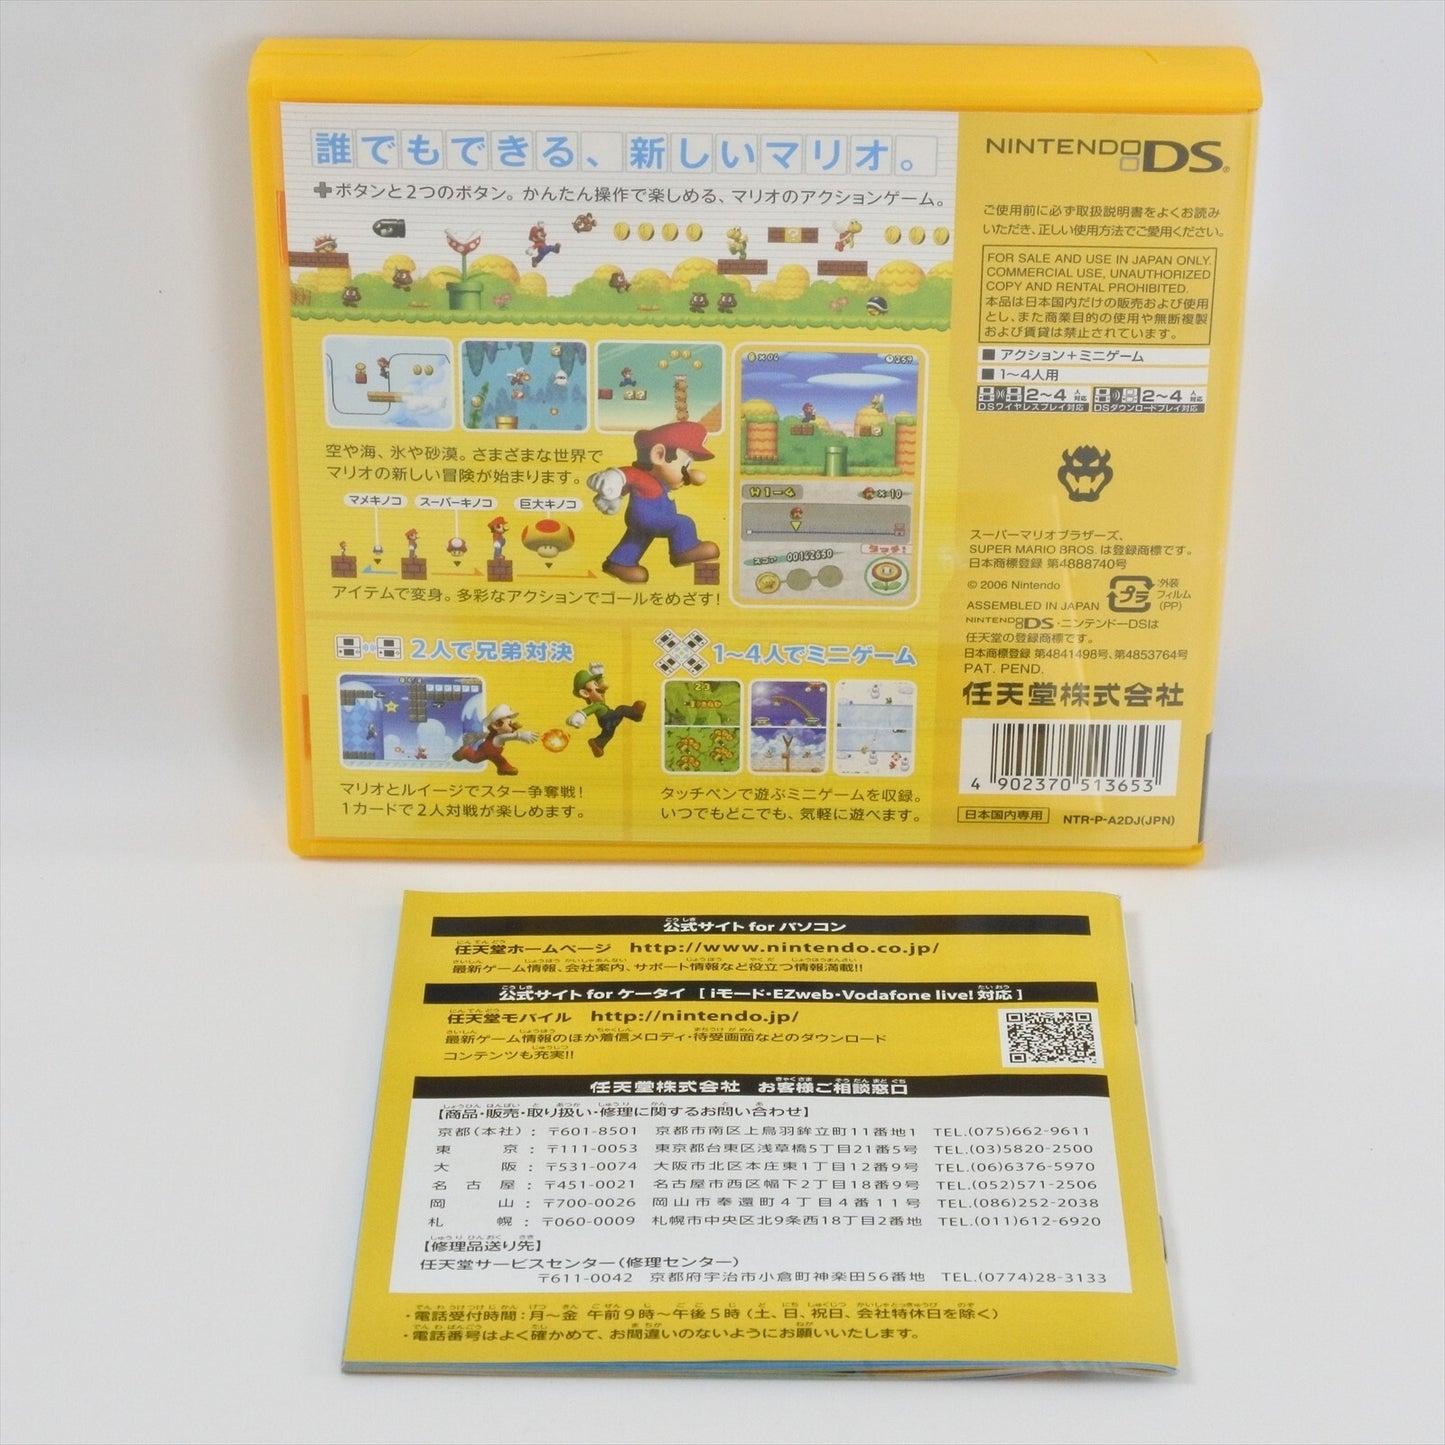 誰でもできる、新しいマリオ。
✚ボタンと2つのボタン。かんたん操作で楽しめる、マリオのアクションゲーム。
空や海、氷や砂漠。さまざまな世界で
マリオの新しい冒険が始まります。
マメキノコ スーパーキノコ 巨大キノコ
アイテムで変身。多彩なアクションでゴールをめざす!
W1-4
×10
スコア 00142650
タッチ!
2人で兄弟対決
マリオとルイージでスター争奪戦!
1カードで2人対戦が楽しめます。
1〜4人でミニゲーム
タッチペンで遊ぶミニゲームを収録。
いつでもどこでも、気軽に遊べます。
NINTENDO DS
ご使用前に必ず取扱説明書をよくお読み
いただき、正しい使用方法でご愛用ください。
FOR SALE AND USE IN JAPAN ONLY.
COMMERCIAL USE, UNAUTHORIZED
COPY AND RENTAL PROHIBITED.
本品は日本国内だけの販売および使用
とし、また商業目的の使用や無断複製
および賃貸は禁止されています。
■ アクション+ミニゲーム
■ 1〜4人用
2〜4人対応 2〜4人対応
DSワイヤレスプレイ対応 DSダウンロードプレイ対応
スーパーマリオブラザーズ、
SUPER MARIO BROS. は登録商標です。
日本商標登録 第4888740号
© 2006 Nintendo
ASSEMBLED IN JAPAN
プラ
外装
フィルム
(PP)
NINTENDO DS・ニンテンドーDSは
任天堂の登録商標です。
日本商標登録 第4841498号、第4853764号
PAT. PEND.
任天堂株式会社
4 902370 513653
日本国内専用 NTR-P-A2DJ(JPN)
公式サイト for パソコン
任天堂ホームページ http://www.nintendo.co.jp/
最新ゲーム情報、会社案内、サポート情報など役立つ情報満載!!
公式サイト for ケータイ [ iモード・EZweb・Vodafone live! 対応 ]
任天堂モバイル http://nintendo.jp/
最新ゲーム情報のほか着信メロディ・待受画面などのダウンロード
コンテンツも充実!!
任天堂株式会社 お客様ご相談窓口
【商品・販売・取り扱い・修理に関するお問い合わせ】
京都(本社) : 〒601-8501 京都市南区上鳥羽鉾立町11番地1 TEL.(075)662-9611
東京 : 〒111-0053 東京都台東区浅草橋5丁目21番5号 TEL.(03)5820-2500
大阪 : 〒531-0074 大阪市北区本庄東1丁目12番9号 TEL.(06)6376-5970
名古屋 : 〒451-0021 名古屋市西区幅下2丁目18番9号 TEL.(052)571-2506
岡山 : 〒700-0026 岡山市奉還町4丁目4番11号 TEL.(086)252-2038
札幌 : 〒060-0009 札幌市中央区北9条西18丁目2番地 TEL.(011)612-6920
【修理品送り先】
任天堂サービスセンター(修理センター)
〒611-0042 京都府宇治市小倉町神楽田56番地 TEL.(0774)28-3133
・電話受付時間:月〜金 午前9時〜午後5時(土、日、祝日、会社特休日を除く)
・電話番号はよく確かめて、お間違いのないようにお願いいたします。